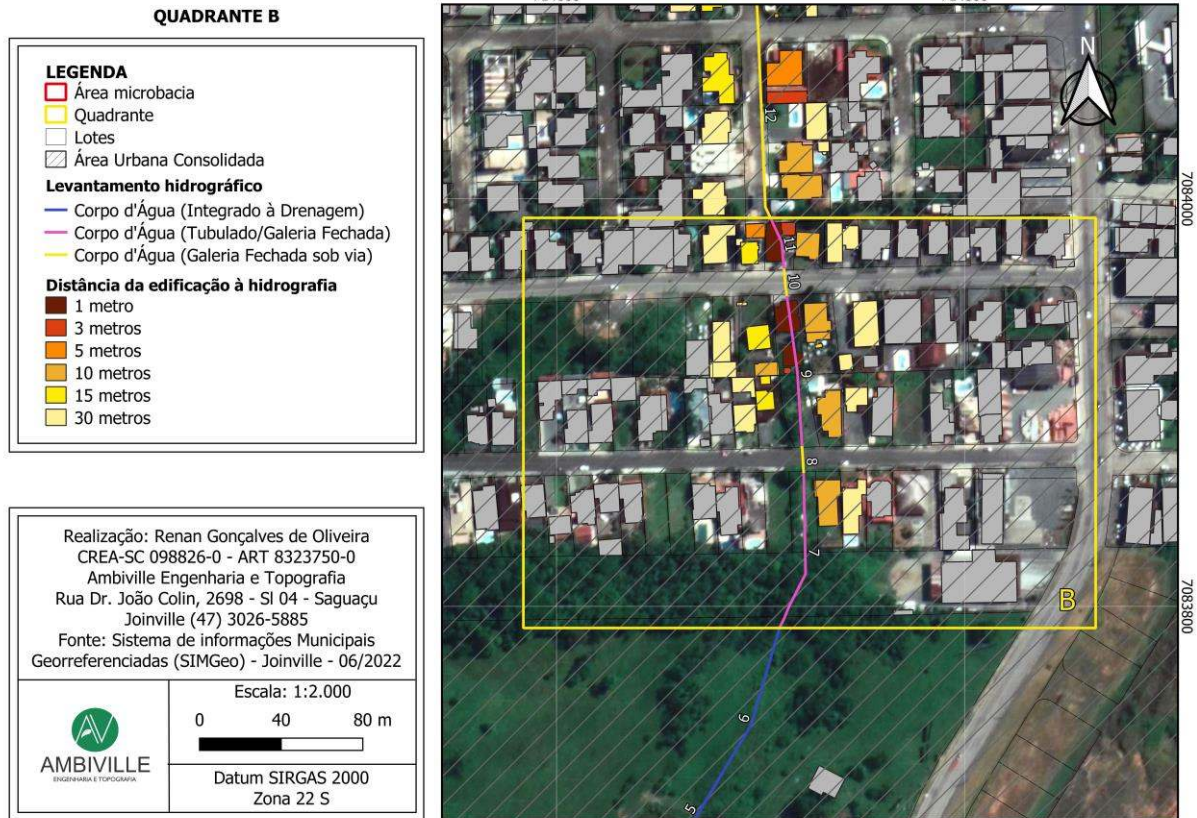 QUADRANTE B
LEGENDA
Área microbacia
Quadrante
Lotes
Área Urbana Consolidada
Levantamento hidrográfico
Corpo d'Água (Integrado à Drenagem)
Corpo d'Água (Tubulado/Galeria Fechada)
Corpo d'Água (Galeria Fechada sob via)
Distância da edificação à hidrografia
1 metro
3 metros
5 metros
10 metros
15 metros
30 metros
Realização: Renan Gonçalves de Oliveira
CREA-SC 098826-0 - ART 8323750-0
Ambiville Engenharia e Topografia
Rua Dr. João Colin, 2698 - Sl 04 - Saguaçu
Joinville (47) 3026-5885
Fonte: Sistema de informações Municipais
Georreferenciadas (SIMGeo) - Joinville - 06/2022
AV
AMBIVILLE
ENGENHARIA E TOPOGRAFIA
Escala: 1:2.000
0 40 80 m
Datum SIRGAS 2000
Zona 22 S
N
12
7084000
11
10
9
8
7
B
7083800
6
5